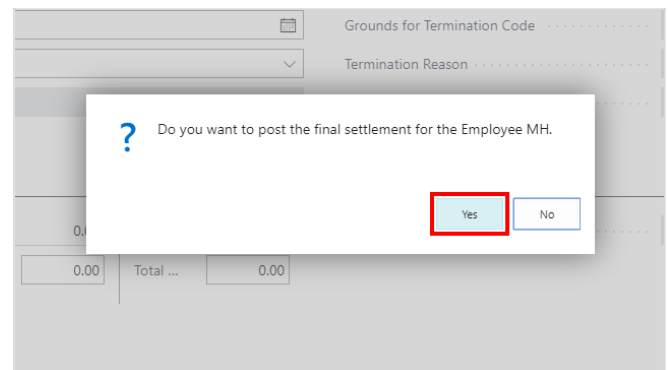 Grounds for Termination Code
Termination Reason
? Do you want to post the final settlement for the Employee MH.
Yes No
0.00 Total ... 0.00